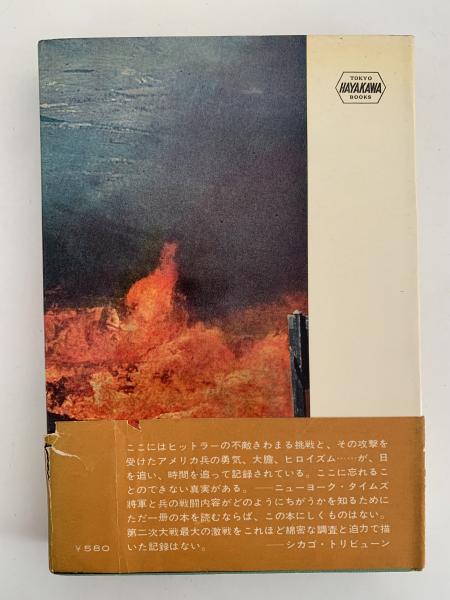 TOKYO
HAYAKAWA
BOOKS
ここにはヒットラーの不敵きわまる挑戦と、その攻撃を
受けたアメリカ兵の勇気、大膽、ヒロイズム……が、日
を追い、時間を追って記録されている。ここに忘れるこ
とのできない真実がある。——ニューヨーク・タイムズ
将軍と兵の戦闘内容がどのようにちがうかを知るために
ただ一冊の本を読むならば、この本にしくものはない。
第二次大戦最大の激戦をこれほど綿密な調査と迫力で描
いた記録はない。——シカゴ・トリビューン
￥580